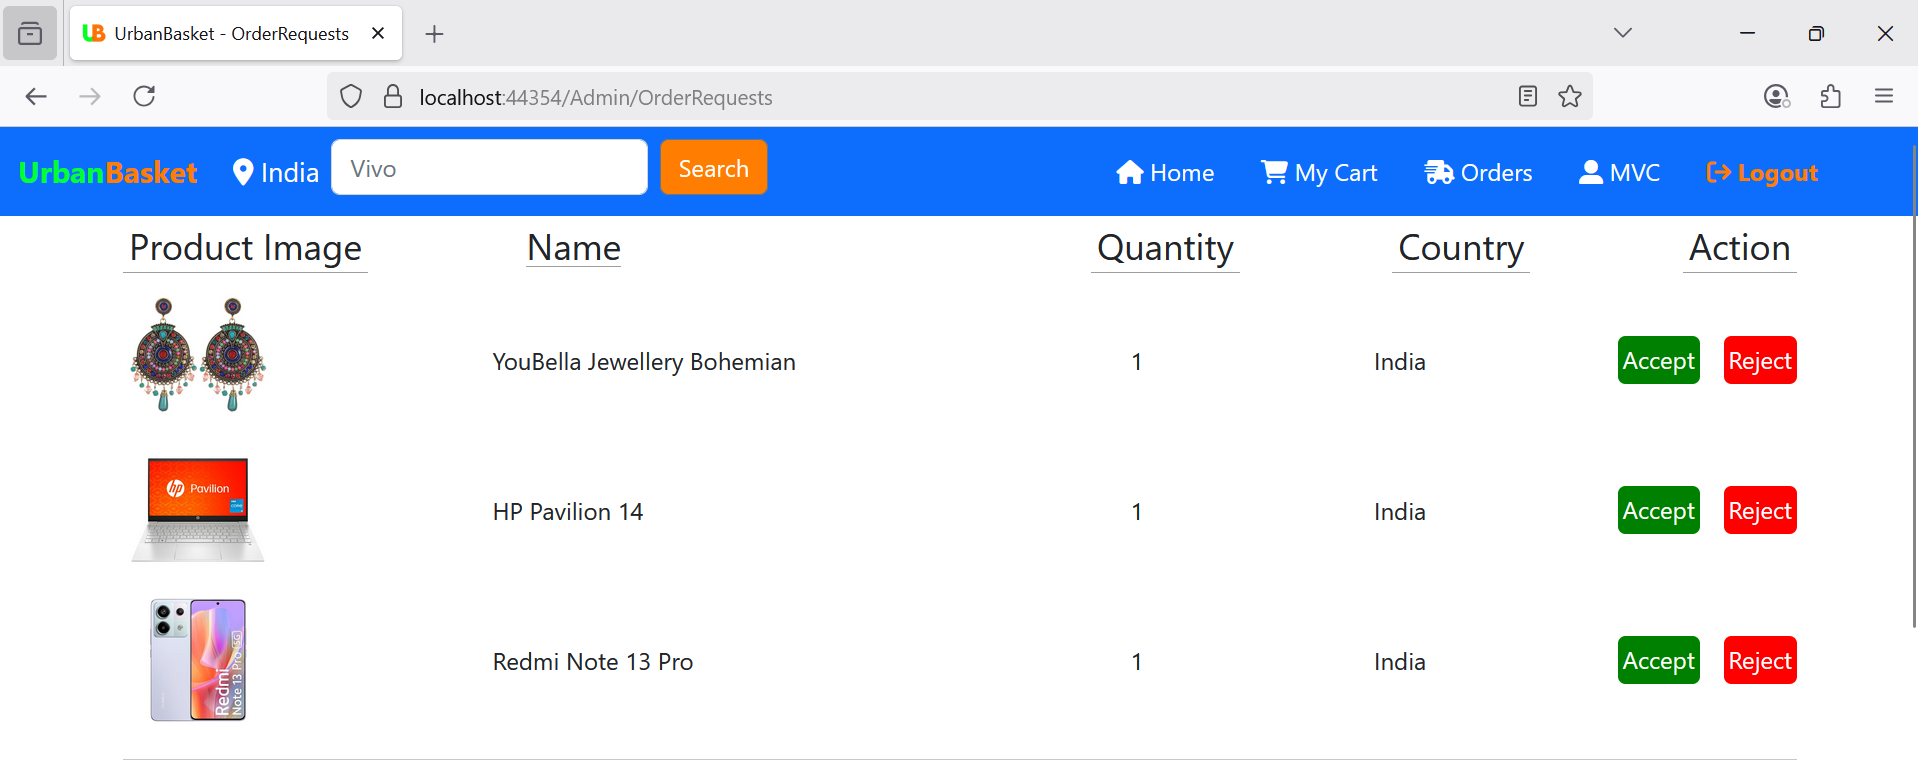 UrbanBasket - OrderRequests
localhost:44354/Admin/OrderRequests
UrbanBasket India Vivo Search Home My Cart Orders MVC Logout
Product Image Name Quantity Country Action
YouBella Jewellery Bohemian 1 India Accept Reject
hp Pavilion
HP Pavilion 14 1 India Accept Reject
Redmi
Note 13 Pro 5G
Redmi Note 13 Pro 1 India Accept Reject